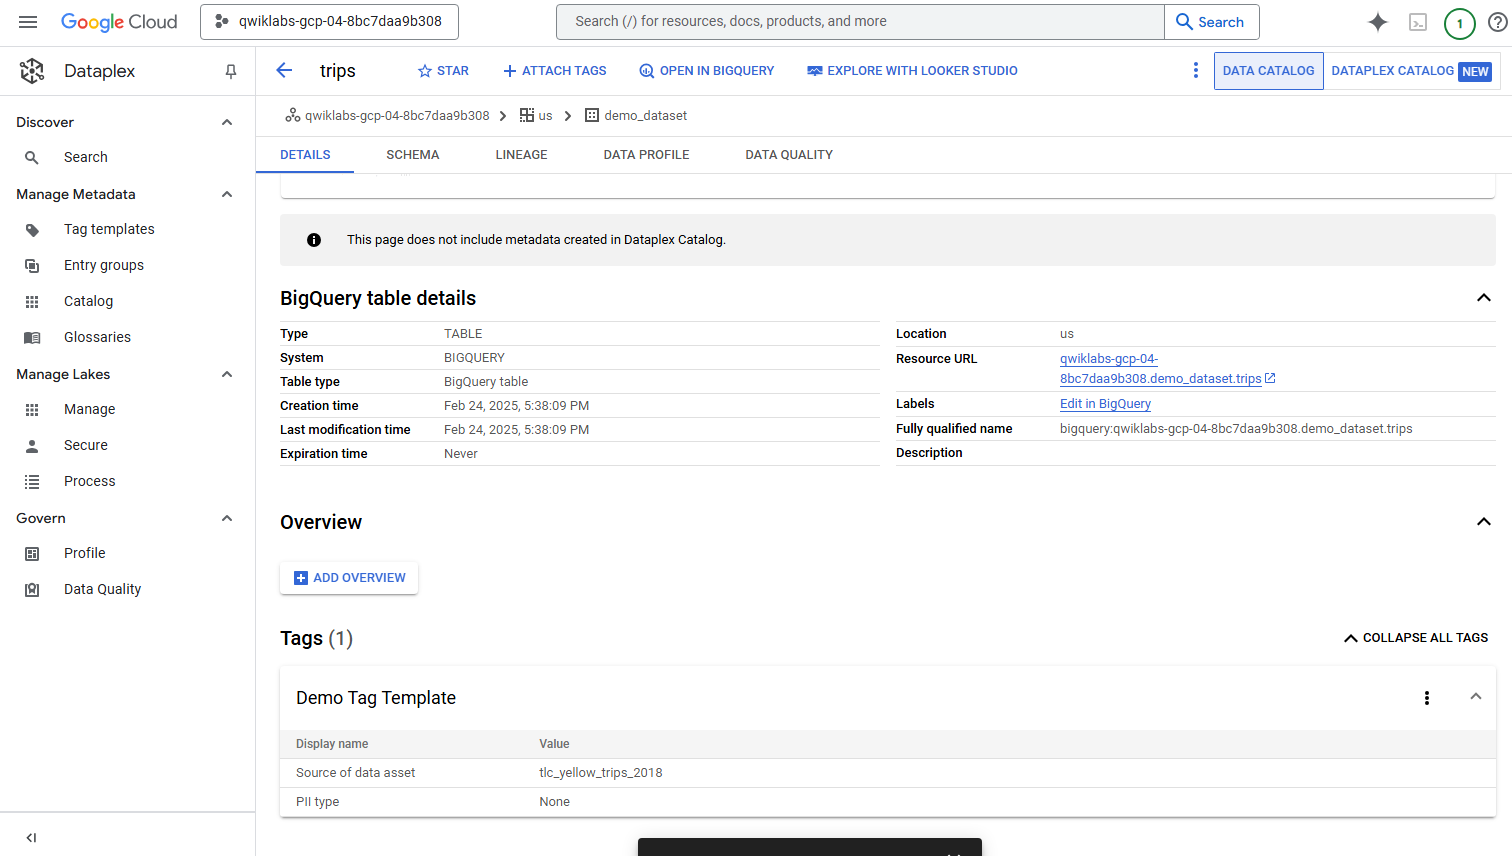 Google Cloud
qwiklabs-gcp-04-8bc7daa9b308
Search (/) for resources, docs, products, and more
Search
1
Dataplex
trips
STAR
ATTACH TAGS
OPEN IN BIGQUERY
EXPLORE WITH LOOKER STUDIO
DATA CATALOG
DATAPLEX CATALOG NEW
Discover
Search
Manage Metadata
Tag templates
Entry groups
Catalog
Glossaries
Manage Lakes
Manage
Secure
Process
Govern
Profile
Data Quality
qwiklabs-gcp-04-8bc7daa9b308
us
demo_dataset
DETAILS
SCHEMA
LINEAGE
DATA PROFILE
DATA QUALITY
This page does not include metadata created in Dataplex Catalog.
BigQuery table details
Type TABLE
System BIGQUERY
Table type BigQuery table
Creation time Feb 24, 2025, 5:38:09 PM
Last modification time Feb 24, 2025, 5:38:09 PM
Expiration time Never
Location us
Resource URL qwiklabs-gcp-04-
8bc7daa9b308.demo_dataset.trips
Labels Edit in BigQuery
Fully qualified name bigquery:qwiklabs-gcp-04-8bc7daa9b308.demo_dataset.trips
Description
Overview
ADD OVERVIEW
Tags (1)
COLLAPSE ALL TAGS
Demo Tag Template
Display name Value
Source of data asset tlc_yellow_trips_2018
PII type None